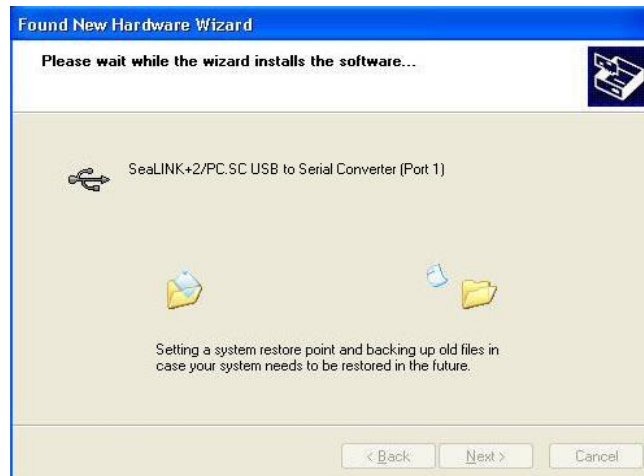 Found New Hardware Wizard
Please wait while the wizard installs the software...
SeaLINK+2/PC.SC USB to Serial Converter (Port 1)
Setting a system restore point and backing up old files in
case your system needs to be restored in the future.
< Back Next > Cancel